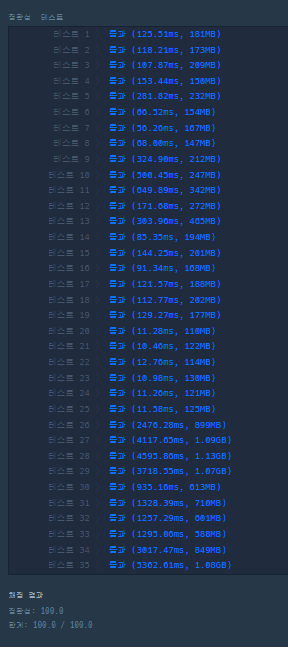 정확성 테스트
테스트 1 통과 (125.51ms, 181MB)
테스트 2 통과 (118.21ms, 173MB)
테스트 3 통과 (107.87ms, 209MB)
테스트 4 통과 (153.44ms, 150MB)
테스트 5 통과 (281.82ms, 232MB)
테스트 6 통과 (66.52ms, 154MB)
테스트 7 통과 (56.26ms, 167MB)
테스트 8 통과 (68.00ms, 147MB)
테스트 9 통과 (324.90ms, 212MB)
테스트 10 통과 (500.45ms, 247MB)
테스트 11 통과 (649.89ms, 342MB)
테스트 12 통과 (171.68ms, 272MB)
테스트 13 통과 (303.96ms, 465MB)
테스트 14 통과 (85.35ms, 194MB)
테스트 15 통과 (144.25ms, 201MB)
테스트 16 통과 (91.34ms, 168MB)
테스트 17 통과 (121.57ms, 188MB)
테스트 18 통과 (112.77ms, 202MB)
테스트 19 통과 (129.27ms, 177MB)
테스트 20 통과 (11.28ms, 110MB)
테스트 21 통과 (10.46ms, 122MB)
테스트 22 통과 (12.76ms, 114MB)
테스트 23 통과 (10.98ms, 130MB)
테스트 24 통과 (11.26ms, 121MB)
테스트 25 통과 (11.58ms, 125MB)
테스트 26 통과 (2476.28ms, 899MB)
테스트 27 통과 (4117.65ms, 1.09GB)
테스트 28 통과 (4595.86ms, 1.13GB)
테스트 29 통과 (3718.55ms, 1.07GB)
테스트 30 통과 (935.16ms, 613MB)
테스트 31 통과 (1328.39ms, 710MB)
테스트 32 통과 (1257.29ms, 601MB)
테스트 33 통과 (1295.06ms, 588MB)
테스트 34 통과 (3017.47ms, 849MB)
테스트 35 통과 (5362.61ms, 1.08GB)
채점 결과
정확성: 100.0
합계: 100.0 / 100.0